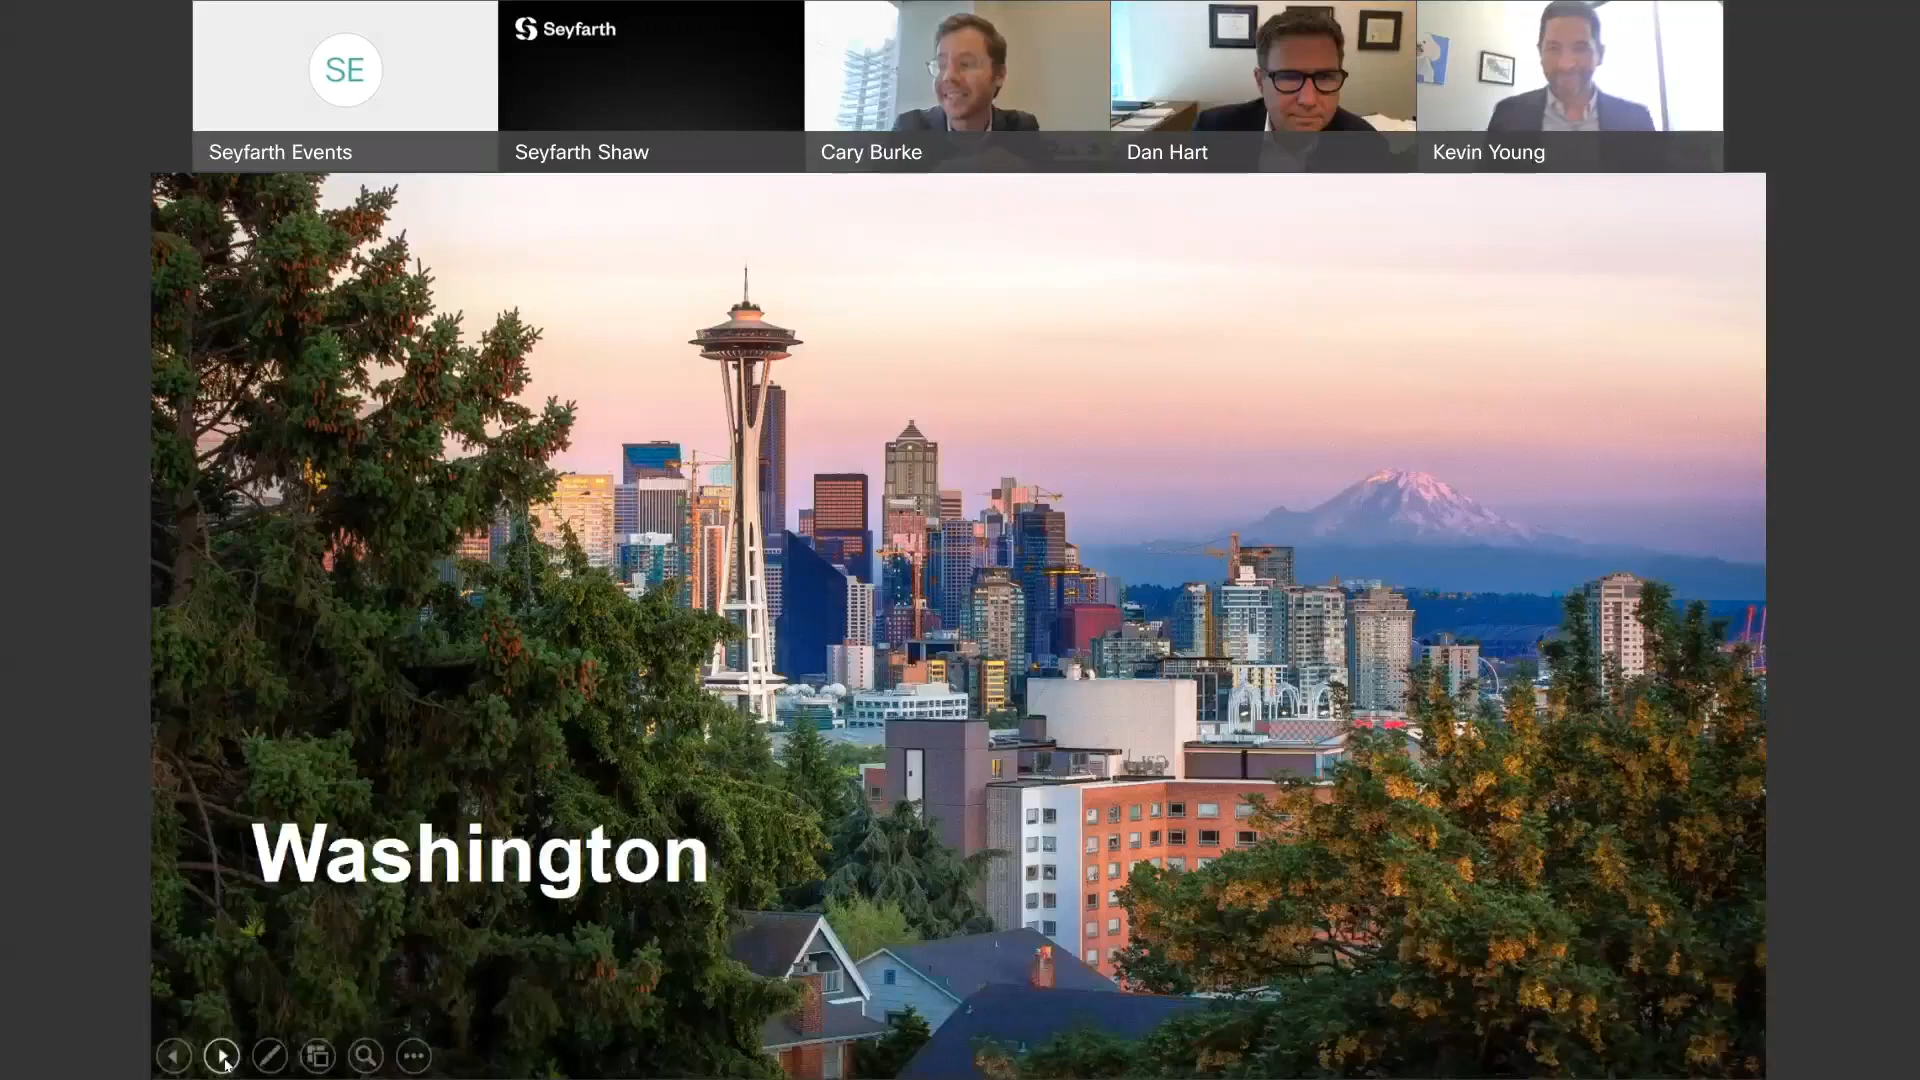 SE
Seyfarth
Seyfarth Events
Seyfarth Shaw
Cary Burke
Dan Hart
Kevin Young
Washington